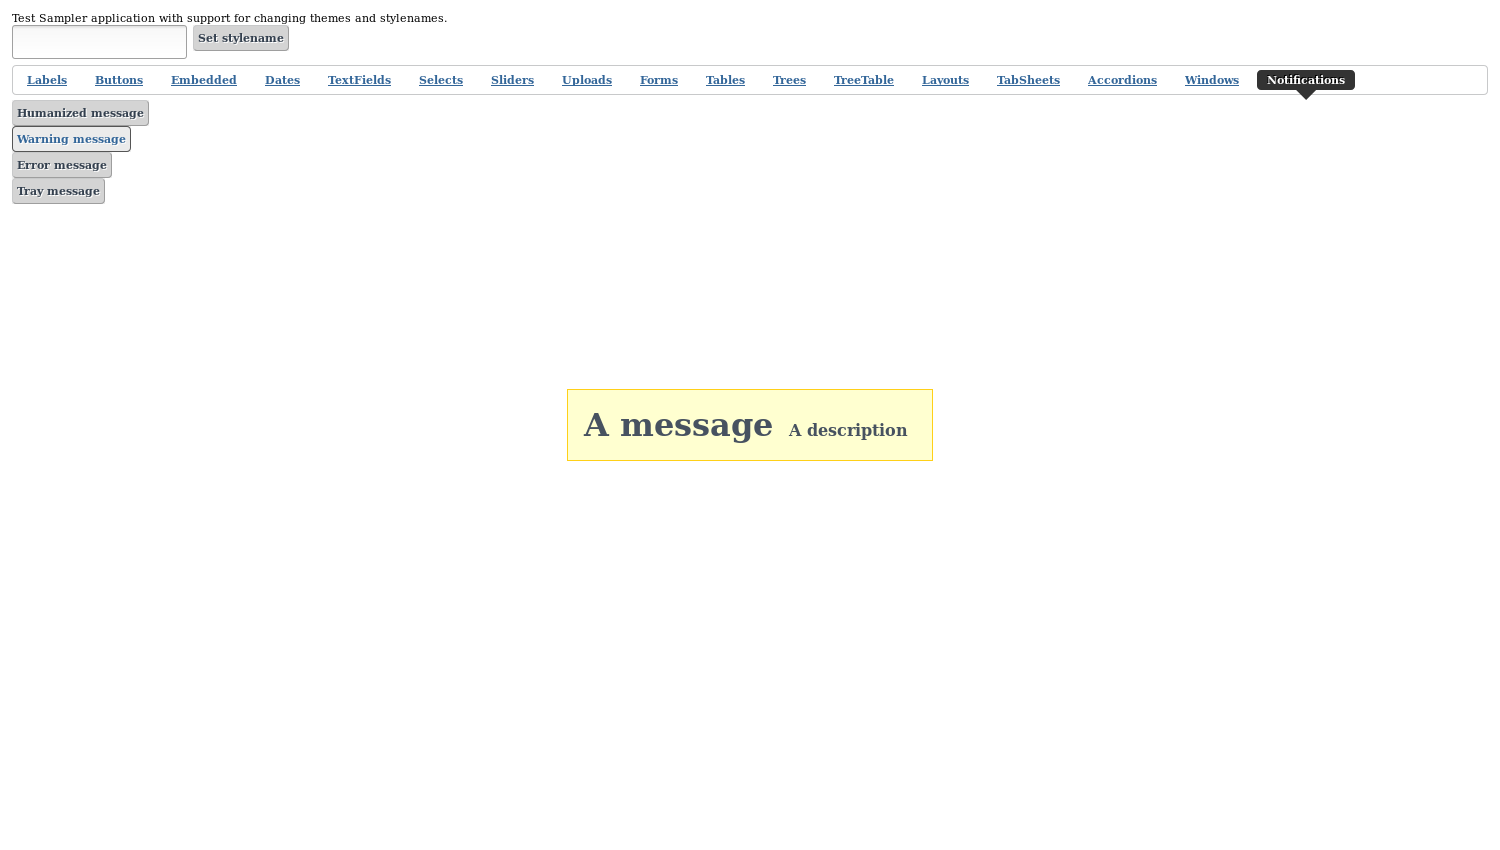 Test Sampler application with support for changing themes and stylenames.
Set stylename
Labels Buttons Embedded Dates TextFields Selects Sliders Uploads Forms Tables Trees TreeTable Layouts TabSheets Accordions Windows Notifications
Humanized message
Warning message
Error message
Tray message
A message A description